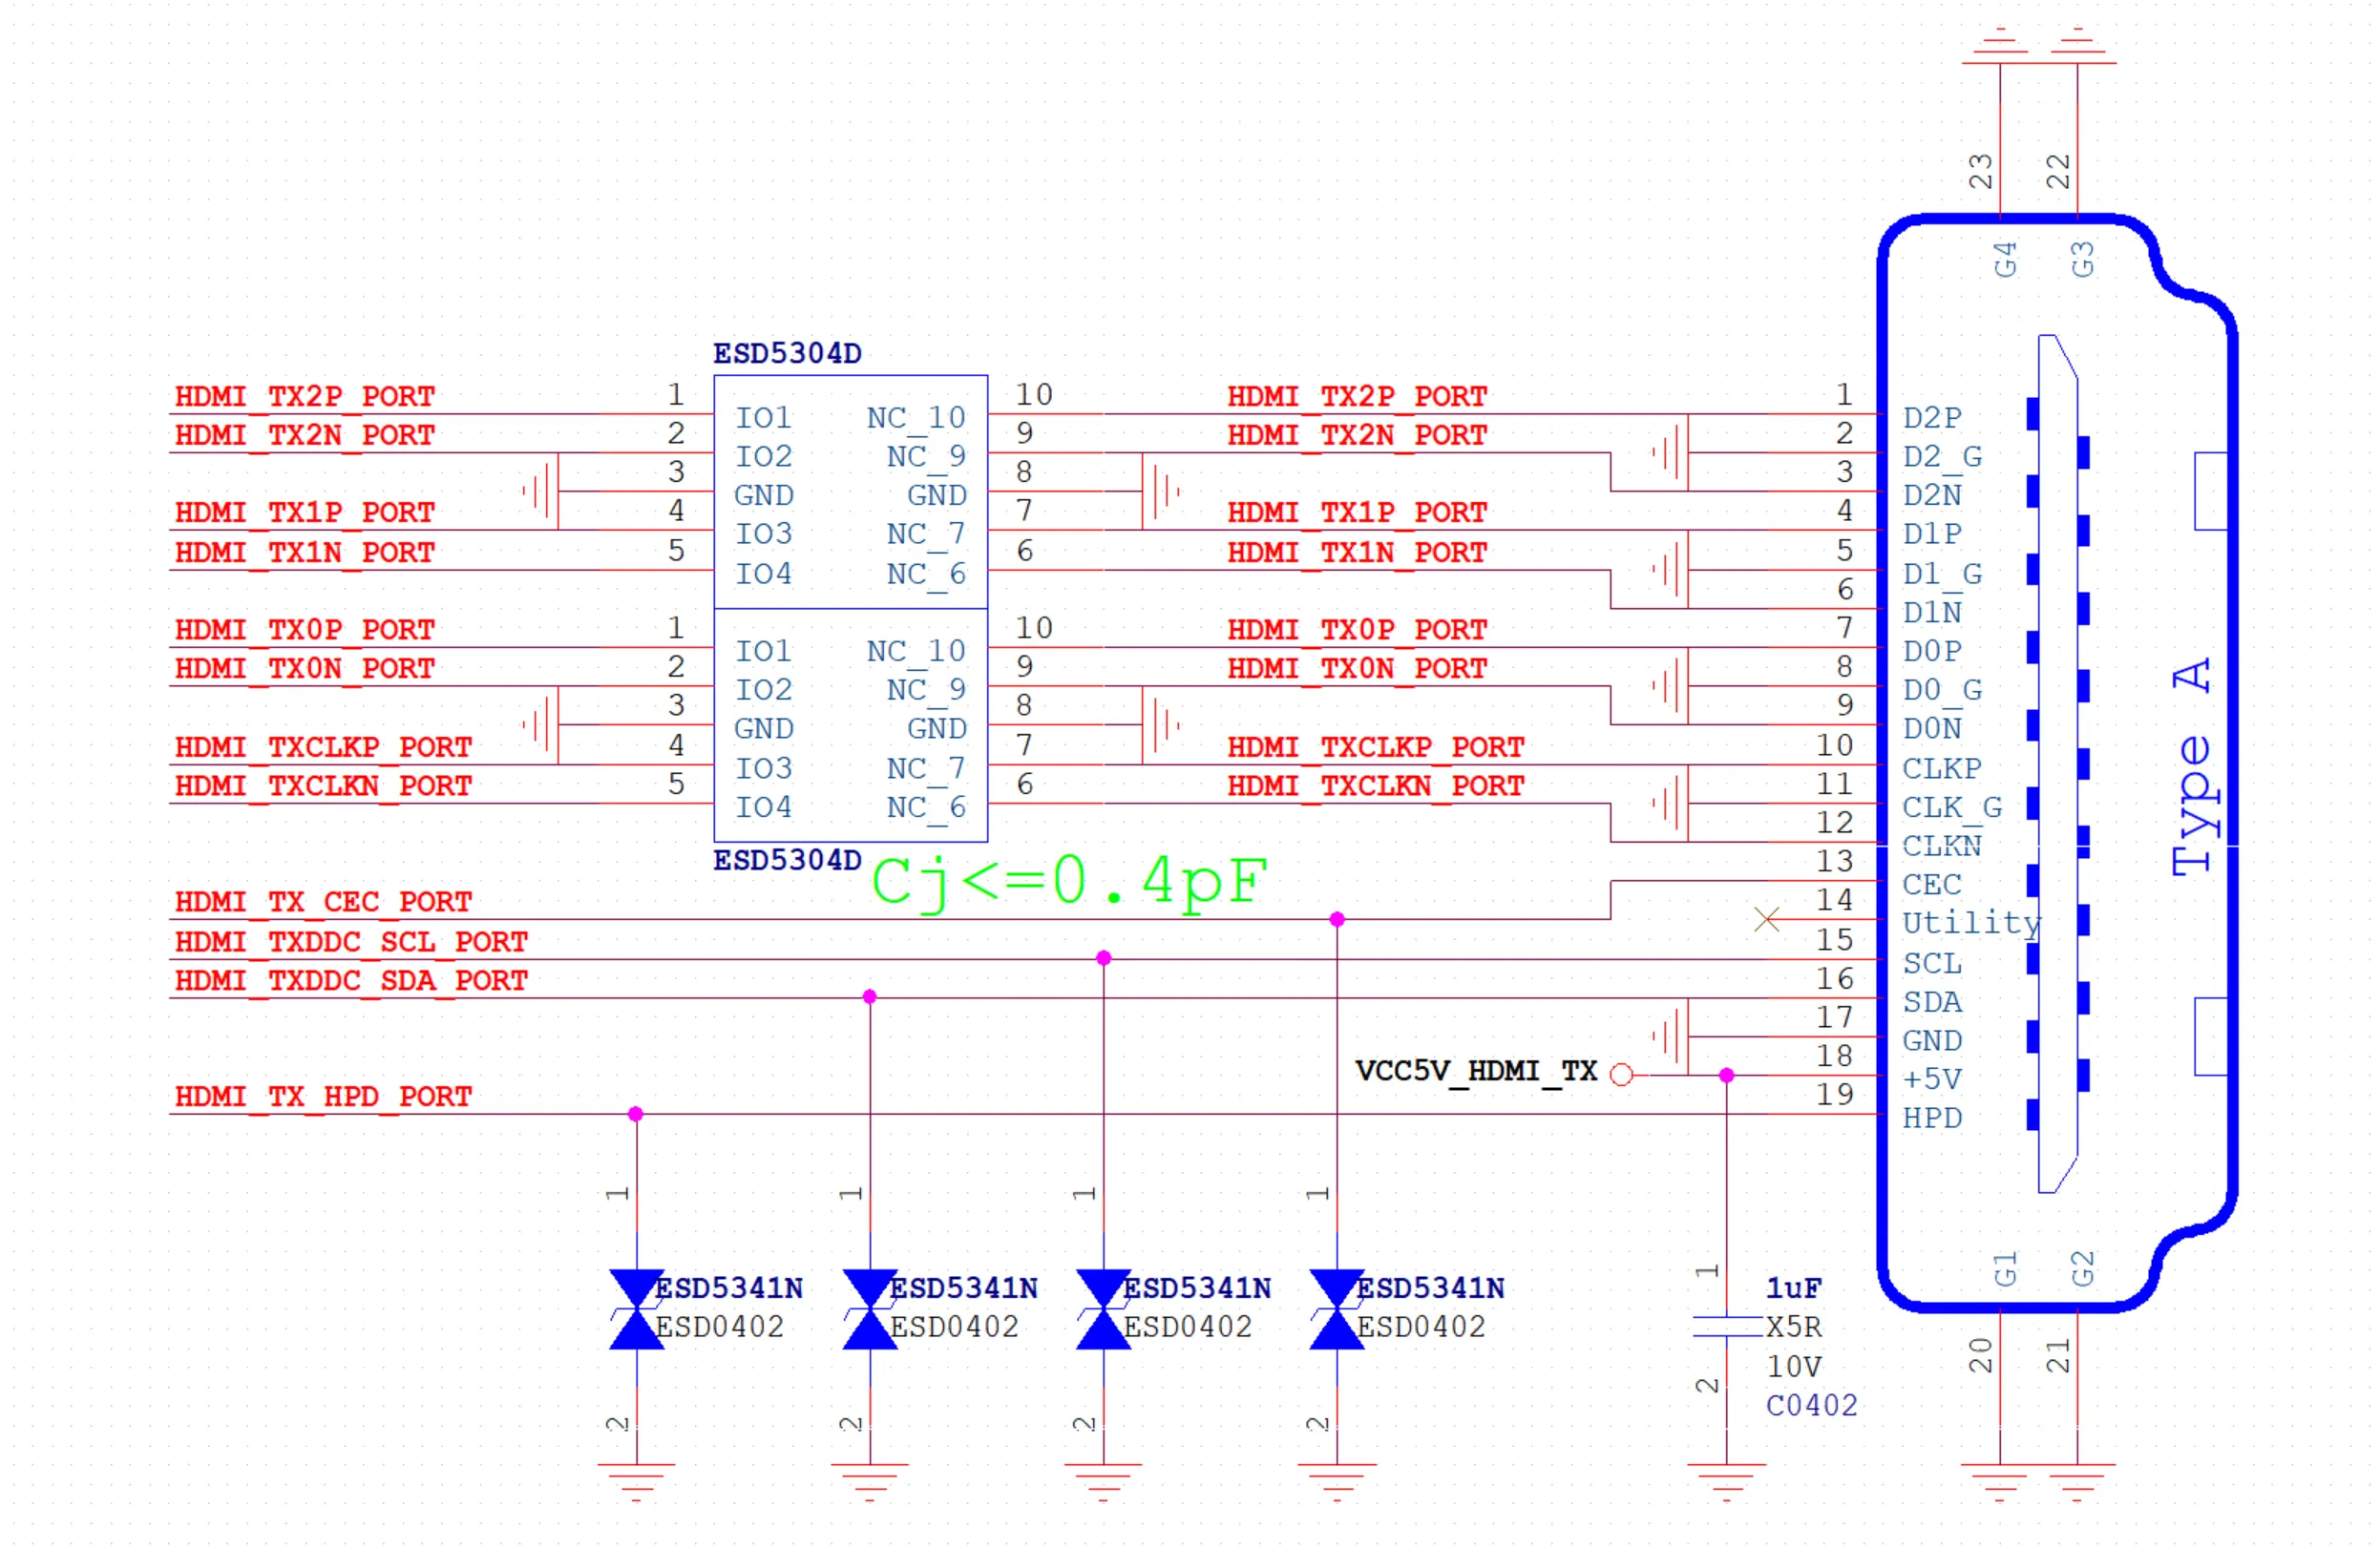 23 22
G4 G3
ESD5304D
HDMI_TX2P_PORT 1 IO1 NC_10 10 HDMI_TX2P_PORT 1 D2P
HDMI_TX2N_PORT 2 IO2 NC_9 9 HDMI_TX2N_PORT 2 D2_G
3 GND GND 8 3 D2N
HDMI_TX1P_PORT 4 IO3 NC_7 7 HDMI_TX1P_PORT 4 D1P
HDMI_TX1N_PORT 5 IO4 NC_6 6 HDMI_TX1N_PORT 5 D1_G
6 D1N
HDMI_TX0P_PORT 1 IO1 NC_10 10 HDMI_TX0P_PORT 7 D0P
HDMI_TX0N_PORT 2 IO2 NC_9 9 HDMI_TX0N_PORT 8 D0_G
3 GND GND 8 9 D0N
HDMI_TXCLKP_PORT 4 IO3 NC_7 7 HDMI_TXCLKP_PORT 10 CLKP
HDMI_TXCLKN_PORT 5 IO4 NC_6 6 HDMI_TXCLKN_PORT 11 CLK_G
12 CLKN
Type A
ESD5304D
Cj<=0.4pF
13 CEC
HDMI_TX_CEC_PORT 14 Utility
HDMI_TXDDC_SCL_PORT 15 SCL
HDMI_TXDDC_SDA_PORT 16 SDA
17 GND
VCC5V_HDMI_TX 18 +5V
HDMI_TX_HPD_PORT 19 HPD
1 1 1 1
G1 G2
1
ESD5341N ESD5341N ESD5341N ESD5341N 1uF
ESD0402 ESD0402 ESD0402 ESD0402 X5R
20 21
10V
2 C0402
2 2 2 2